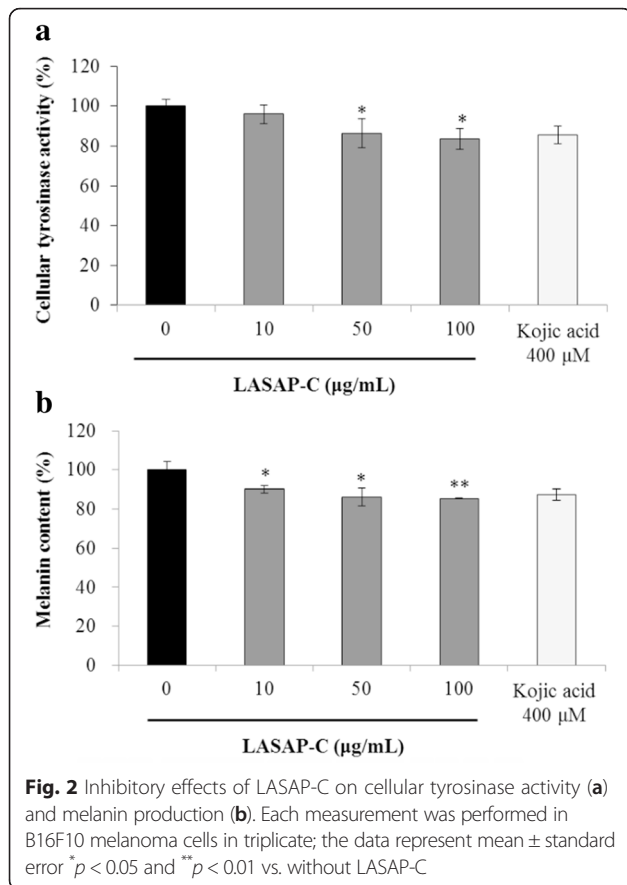 a
Cellular tyrosinase activity (%)
120
100
80
60
40
20
0
*
*
0 10 50 100 Kojic acid
400 µM
LASAP-C (µg/mL)
b
Melanin content (%)
120
100
80
60
40
20
0
*
*
**
0 10 50 100 Kojic acid
400 µM
LASAP-C (µg/mL)
Fig. 2 Inhibitory effects of LASAP-C on cellular tyrosinase activity (a)
and melanin production (b). Each measurement was performed in
B16F10 melanoma cells in triplicate; the data represent mean ± standard
error *p < 0.05 and **p < 0.01 vs. without LASAP-C